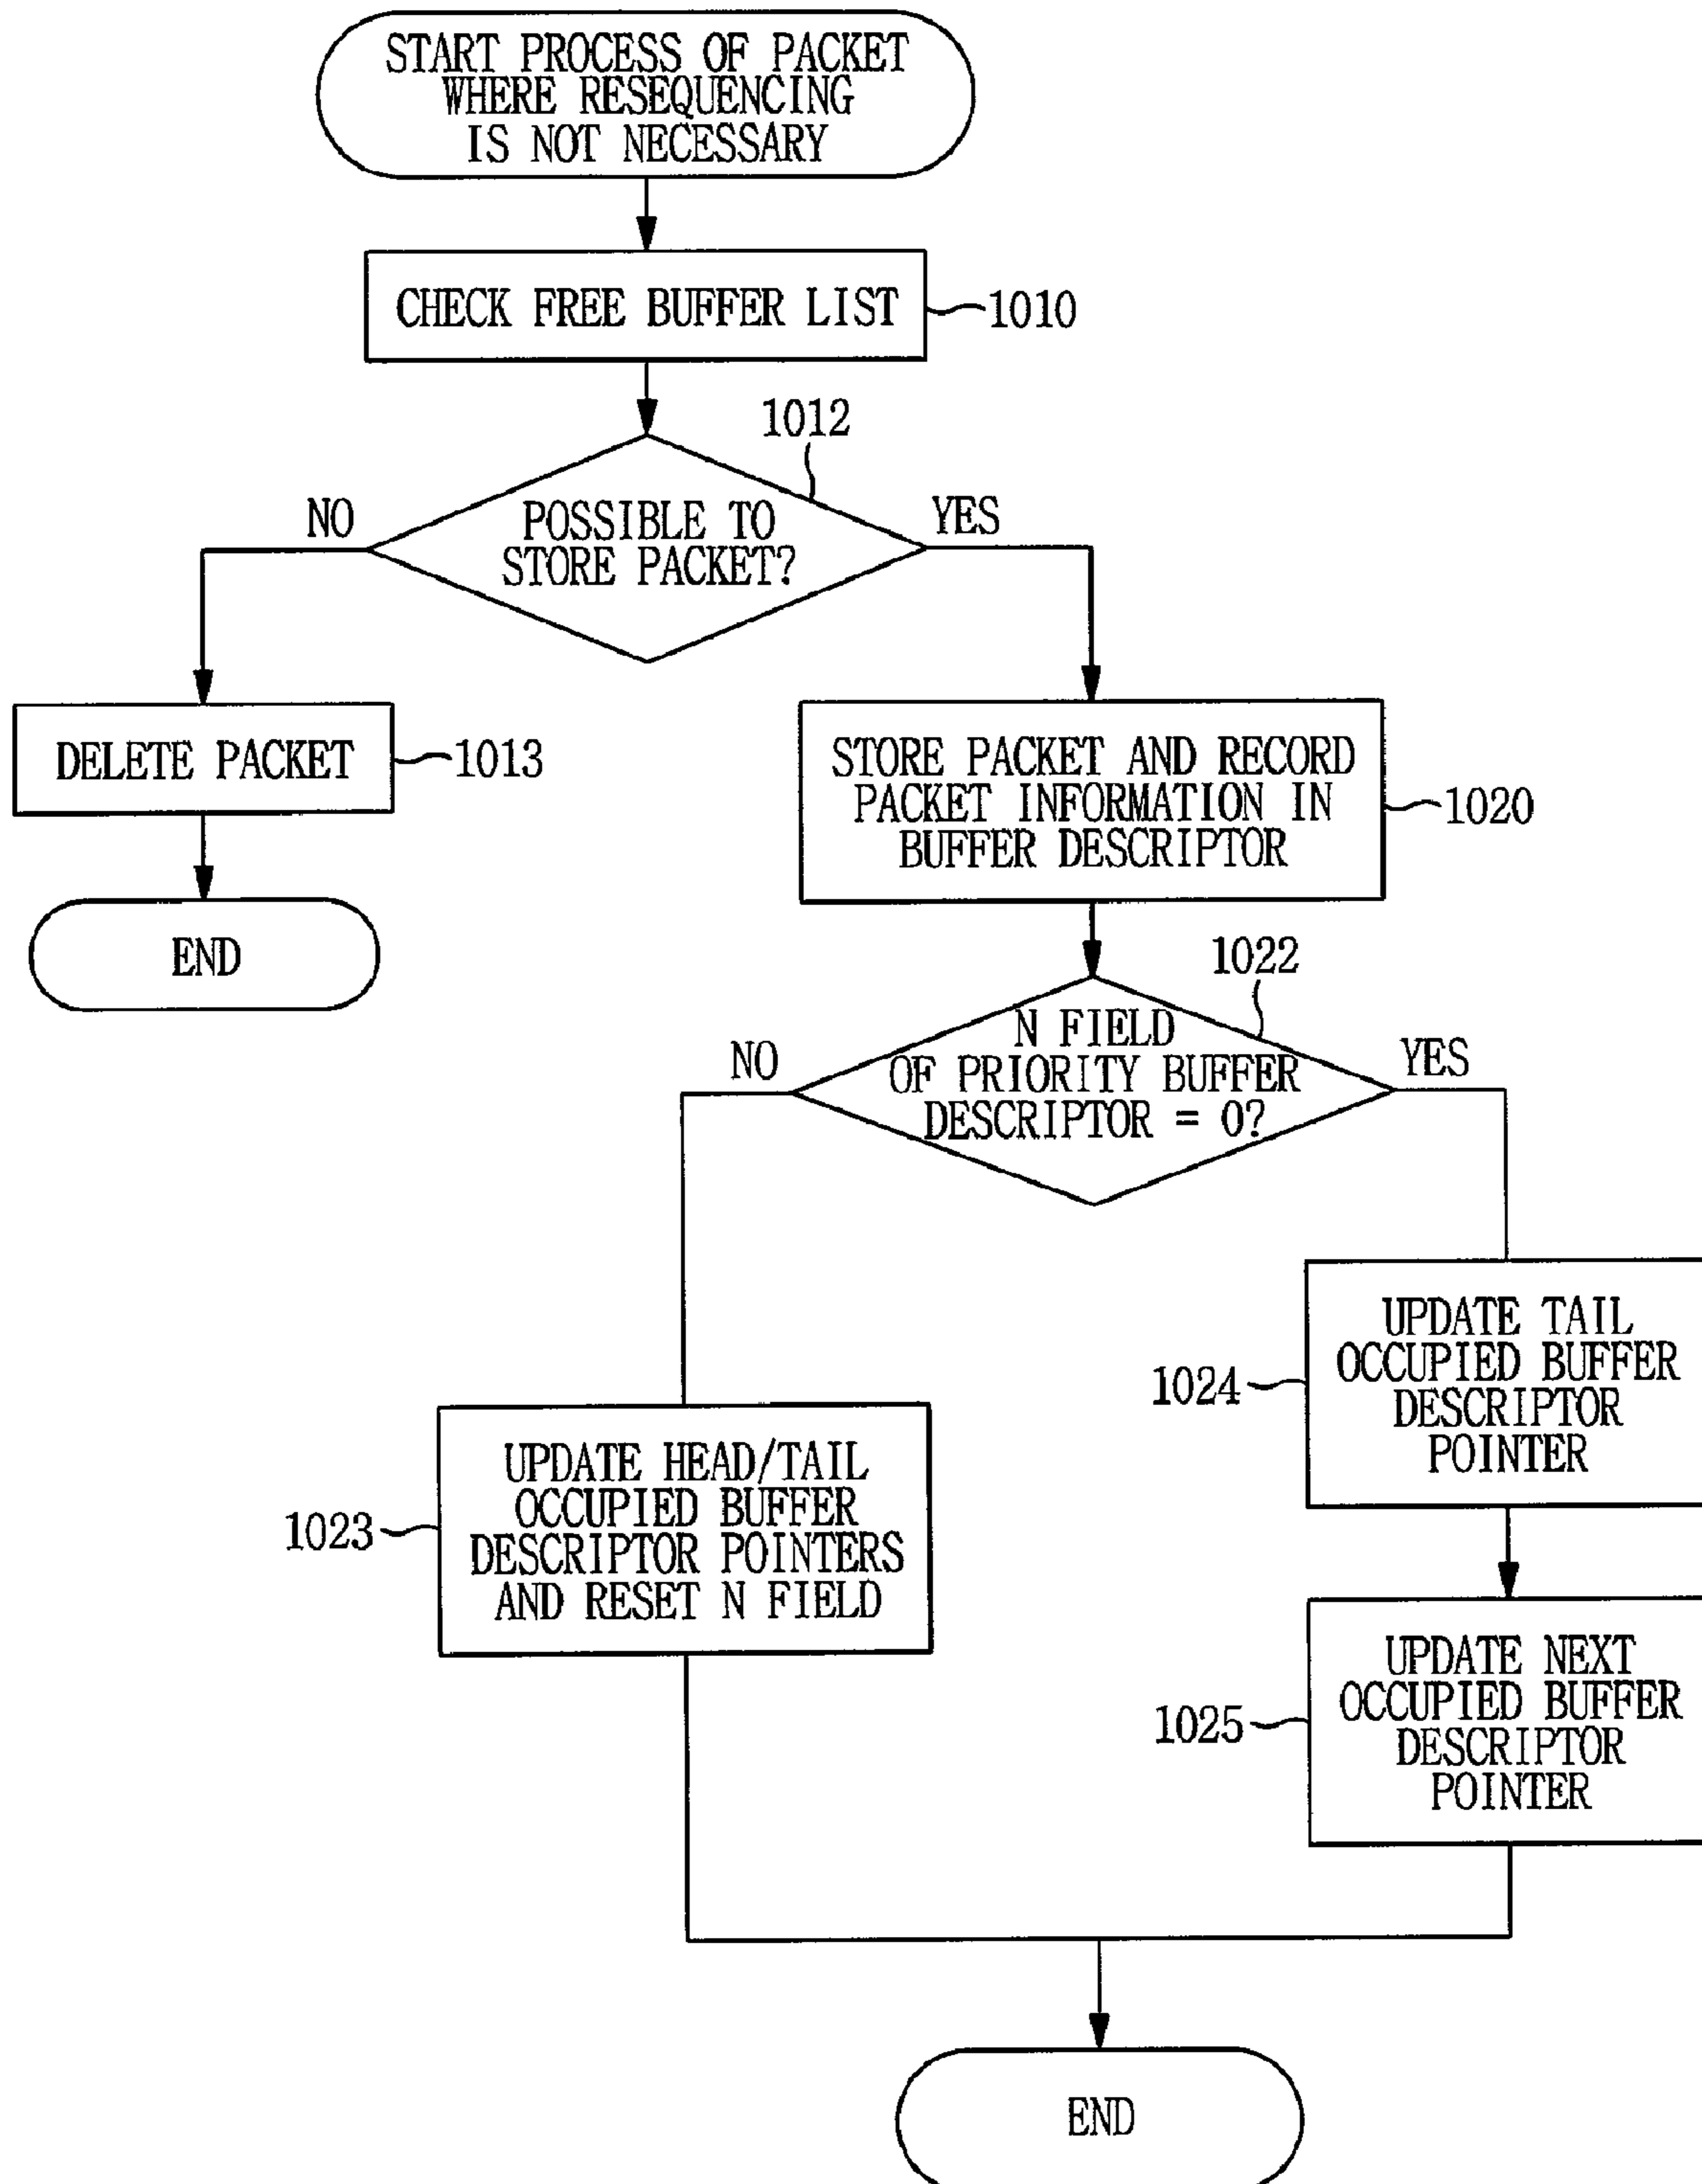 START PROCESS OF PACKET
WHERE RESEQUENCING
IS NOT NECESSARY
CHECK FREE BUFFER LIST
1010
1012
NO
POSSIBLE TO
STORE PACKET?
YES
DELETE PACKET
1013
STORE PACKET AND RECORD
PACKET INFORMATION IN
BUFFER DESCRIPTOR
1020
END
1022
NO
N FIELD
OF PRIORITY BUFFER
DESCRIPTOR = 0?
YES
UPDATE TAIL
OCCUPIED BUFFER
DESCRIPTOR
POINTER
1024
UPDATE HEAD/TAIL
OCCUPIED BUFFER
DESCRIPTOR POINTERS
AND RESET N FIELD
1023
UPDATE NEXT
OCCUPIED BUFFER
DESCRIPTOR
POINTER
1025
END